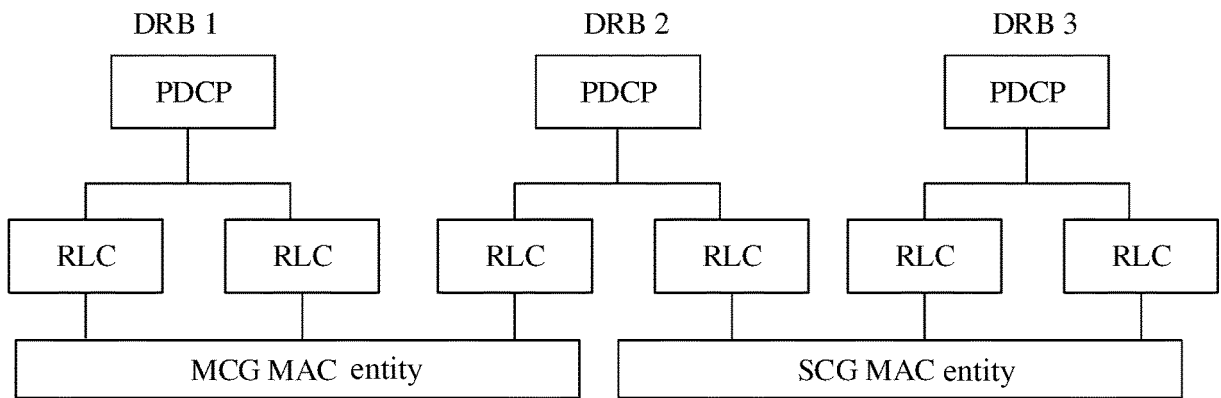 DRB 1 DRB 2 DRB 3
PDCP PDCP PDCP
RLC RLC RLC RLC RLC RLC
MCG MAC entity SCG MAC entity